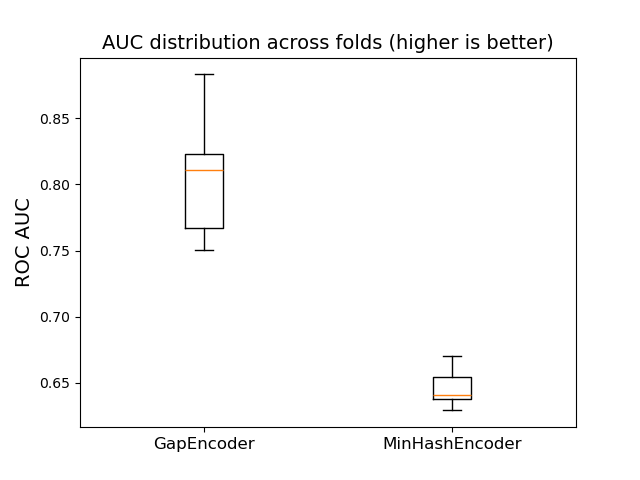 AUC distribution across folds (higher is better)
ROC AUC
0.85
0.80
0.75
0.70
0.65
GapEncoder
MinHashEncoder